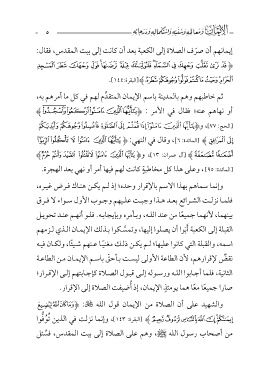 الإيمان ومعالمه وسننه واستكماله ودرجاته ٥
إيمانهم أن صرف الصلاة إلى الكعبة بعد أن كانت إلى بيت المقدس، فقال:
﴿قَدْ نَرَىٰ تَقَلُّبَ وَجْهِكَ فِي السَّمَاءِ فَلَنُوَلِّيَنَّكَ قِبْلَةً تَرْضَاهَا فَوَلِّ وَجْهَكَ شَطْرَ الْمَسْجِدِ
الْحَرَامِ وَحَيْثُ مَا كُنْتُمْ فَوَلُّوا وُجُوهَكُمْ شَطْرَهُ﴾ [البقرة: ١٤٤].
ثم خاطبهم وهم بالمدينة باسم الإيمان المتقدِّم لهم في كل ما أمرهم به،
أو نهاهم عنه؛ فقال في الأمر: ﴿يَا أَيُّهَا الَّذِينَ آمَنُوا ارْكَعُوا وَاسْجُدُوا﴾
[الحج: ٧٧]، و﴿يَا أَيُّهَا الَّذِينَ آمَنُوا إِذَا قُمْتُمْ إِلَى الصَّلَاةِ فَاغْسِلُوا وُجُوهَكُمْ وَأَيْدِيَكُمْ
إِلَى الْمَرَافِقِ﴾ [المائدة: ٦]، وقال في النهي: ﴿يَا أَيُّهَا الَّذِينَ آمَنُوا لَا تَأْكُلُوا الرِّبَا
أَضْعَافًا مُضَاعَفَةً﴾ [آل عمران: ١٣٠]، و﴿يَا أَيُّهَا الَّذِينَ آمَنُوا لَا تَقْتُلُوا الصَّيْدَ وَأَنْتُمْ حُرُمٌ﴾
[المائدة: ٩٥]، وعلى هذا كل مخاطبة كانت لهم فيها أمر أو نهي بعد الهجرة.
وإنما سماهم بهذا الاسم بالإقرار وحده؛ إذ لم يكن هناك فرض غيره،
فلما نزلت الشرائع بعد هذا وجبت عليهم وجوب الأول سواء لا فرق
بينهما، لأنهما جميعًا من عند الله، وبأمره وبإيجابه. فلو أنهم عند تحويل
القبلة إلى الكعبة أبوا أن يصلوا إليها، وتمسَّكوا بذلك الإيمان الذي لزمهم
اسمه، والقبلة التي كانوا عليها؛ لم يكن ذلك مغنيًا عنهم شيئًا، ولكان فيه
نقضٌ لإقرارهم، لأن الطاعة الأولى ليست بأحقَّ باسم الإيمان من الطاعة
الثانية، فلما أجابوا الله ورسوله إلى قبول الصلاة كإجابتهم إلى الإقرار؛
صارا جميعًا معًا هما يومئذٍ الإيمان، إذ أُضيفت الصلاة إلى الإقرار.
والشهيد على أن الصلاة من الإيمان قول الله ﷻ: ﴿وَمَا كَانَ اللَّهُ لِيُضِيعَ
إِيمَانَكُمْ إِنَّ اللَّهَ بِالنَّاسِ لَرَءُوفٌ رَحِيمٌ﴾ [البقرة: ١٤٣]، وإنما نزلت في الذين تُوُفُّوا
من أصحاب رسول الله ﷺ، وهم على الصلاة إلى بيت المقدس، فسُئل